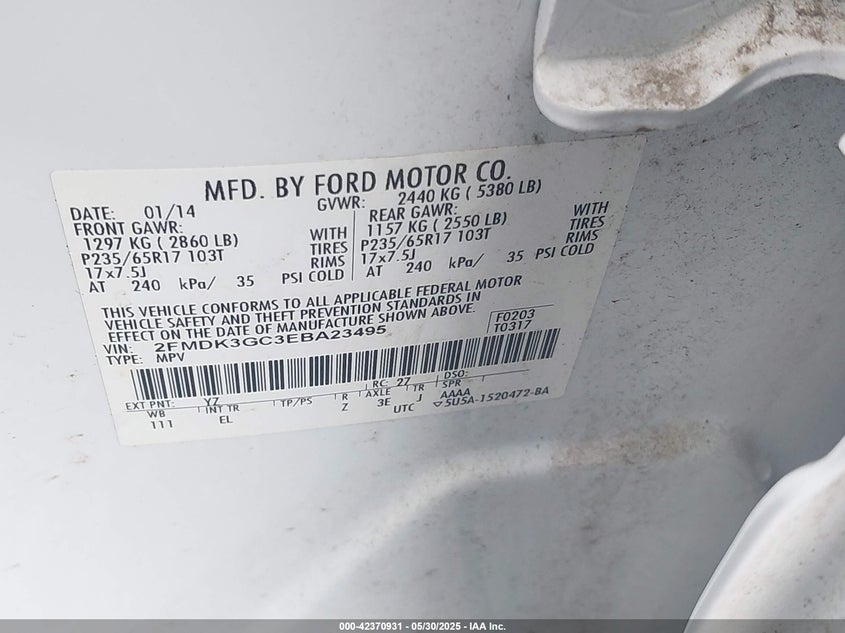 MFD. BY FORD MOTOR CO.
DATE: 01/14
GVWR: 2440 KG ( 5380 LB)
FRONT GAWR:
1297 KG ( 2860 LB)
WITH
P235/65R17 103T
TIRES
17x7.5J
RIMS
AT 240 kPa/ 35 PSI COLD
REAR GAWR:
1157 KG ( 2550 LB)
WITH
P235/65R17 103T
TIRES
17x7.5J
RIMS
AT 240 kPa/ 35 PSI COLD
THIS VEHICLE CONFORMS TO ALL APPLICABLE FEDERAL MOTOR
VEHICLE SAFETY AND THEFT PREVENTION STANDARDS IN
EFFECT ON THE DATE OF MANUFACTURE SHOWN ABOVE.
F0203
T0317
VIN: 2FMDK3GC3EBA23495
TYPE: MPV
EXT PNT: YZ RC: 27 DSO:
WB INT TR TP/PS R AXLE TR SPR
111 EL Z 3E J AAAA
UTC ▽5U5A-1520472-BA
000-42370931 - 05/30/2025 - IAA Inc.